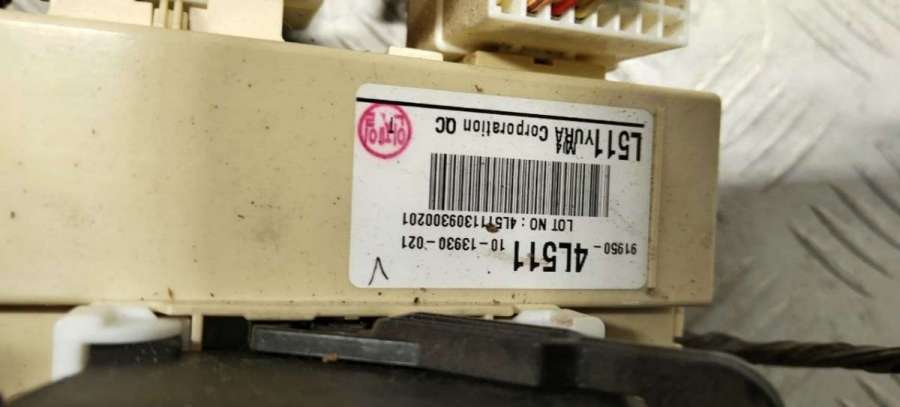 91950-4L511
10-13930-021
LOT NO : 4L5111309300201
L511 YURA Corporation QC